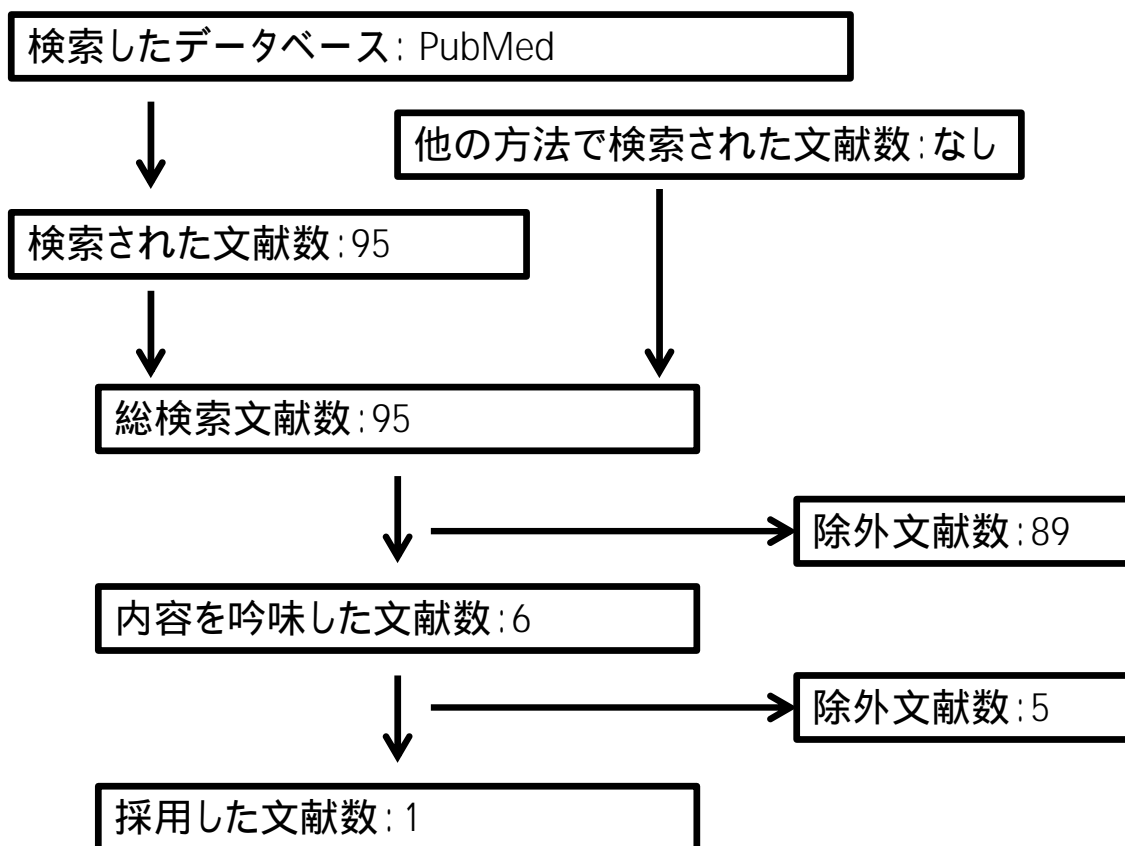 検索したデータベース: PubMed
他の方法で検索された文献数:なし
検索された文献数:95
総検索文献数:95
除外文献数:89
内容を吟味した文献数:6
除外文献数:5
採用した文献数:1